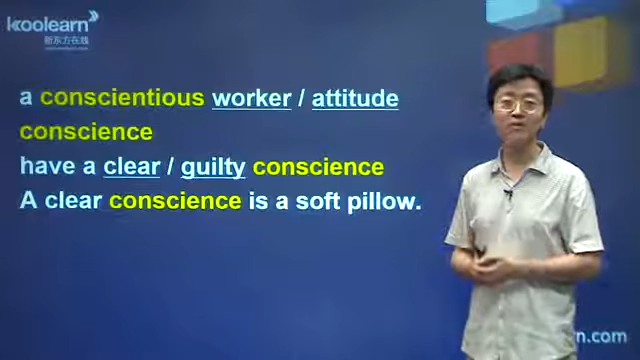 koolearn
新东方在线
a conscientious worker / attitude
conscience
have a clear / guilty conscience
A clear conscience is a soft pillow.
n.com